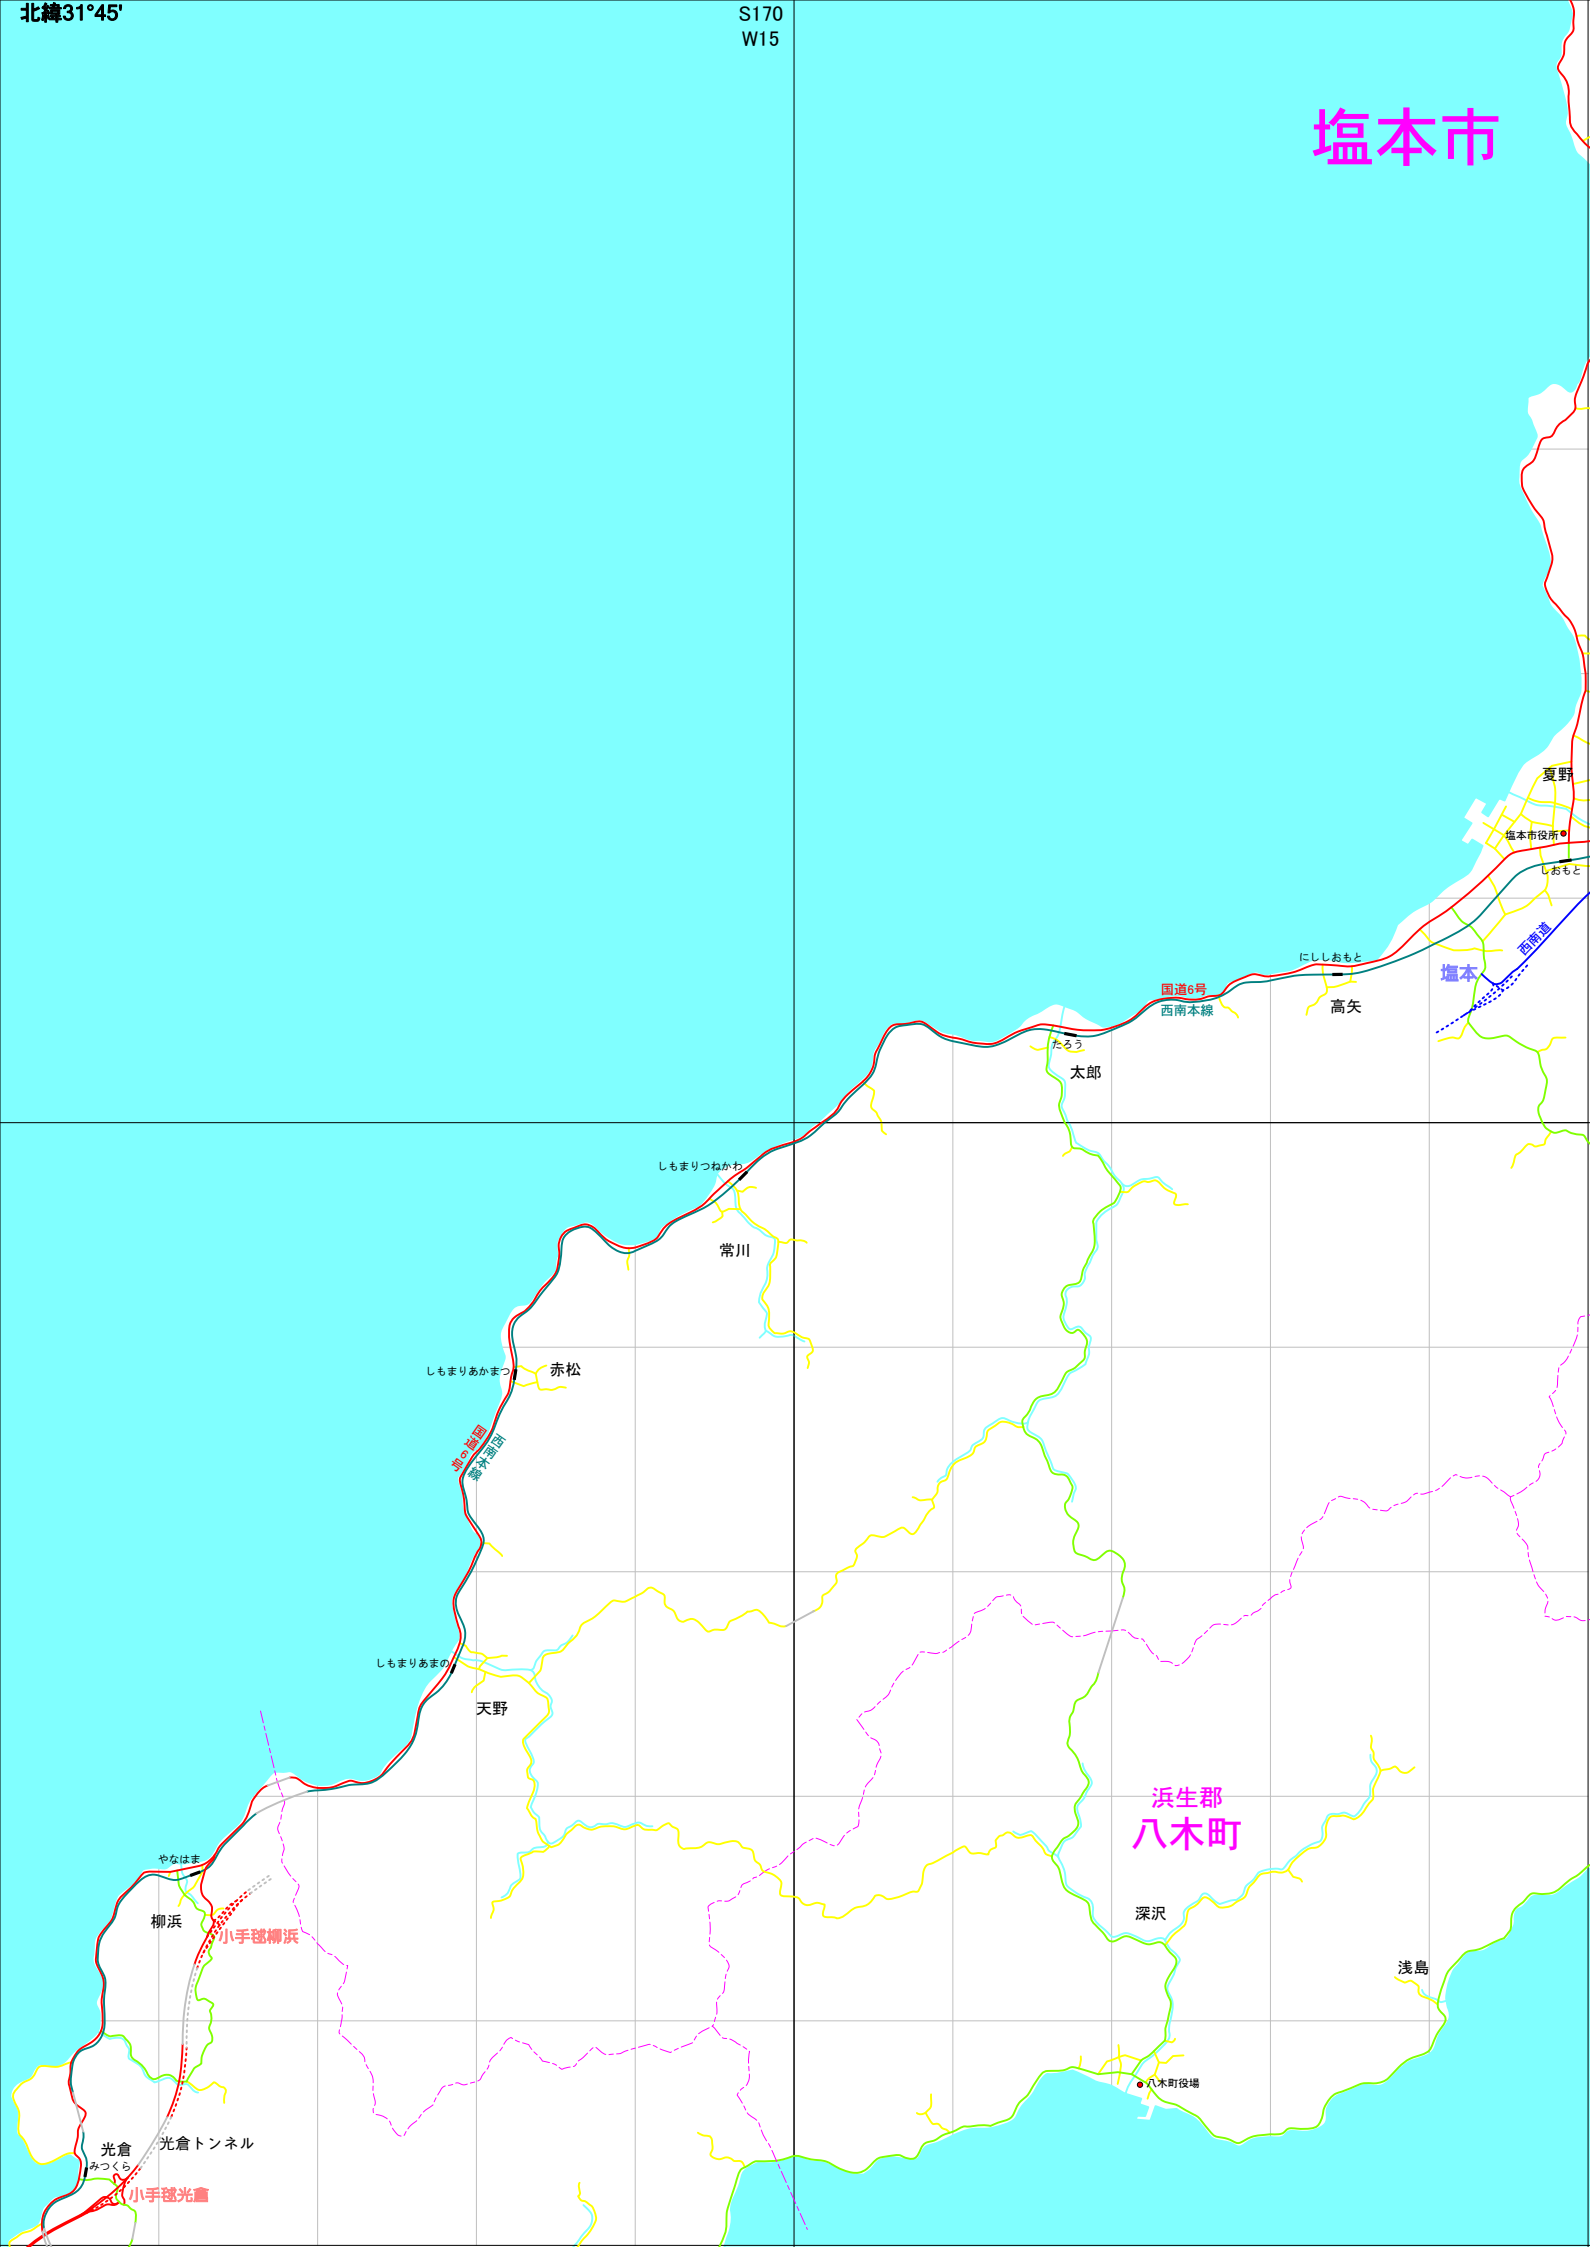 北緯31°45'
S170
W15
塩本市
夏野
塩本市役所
しおもと
西南道
塩本
にししおもと
国道6号
西南本線
高矢
たろう
太郎
しもまりつねかわ
常川
しもまりあかまつ
赤松
国道6号
西南本線
しもまりあまの
天野
浜生郡
八木町
やなはま
柳浜
小手毬柳浜
深沢
浅島
八木町役場
光倉
光倉トンネル
みつくら
小手毬光倉